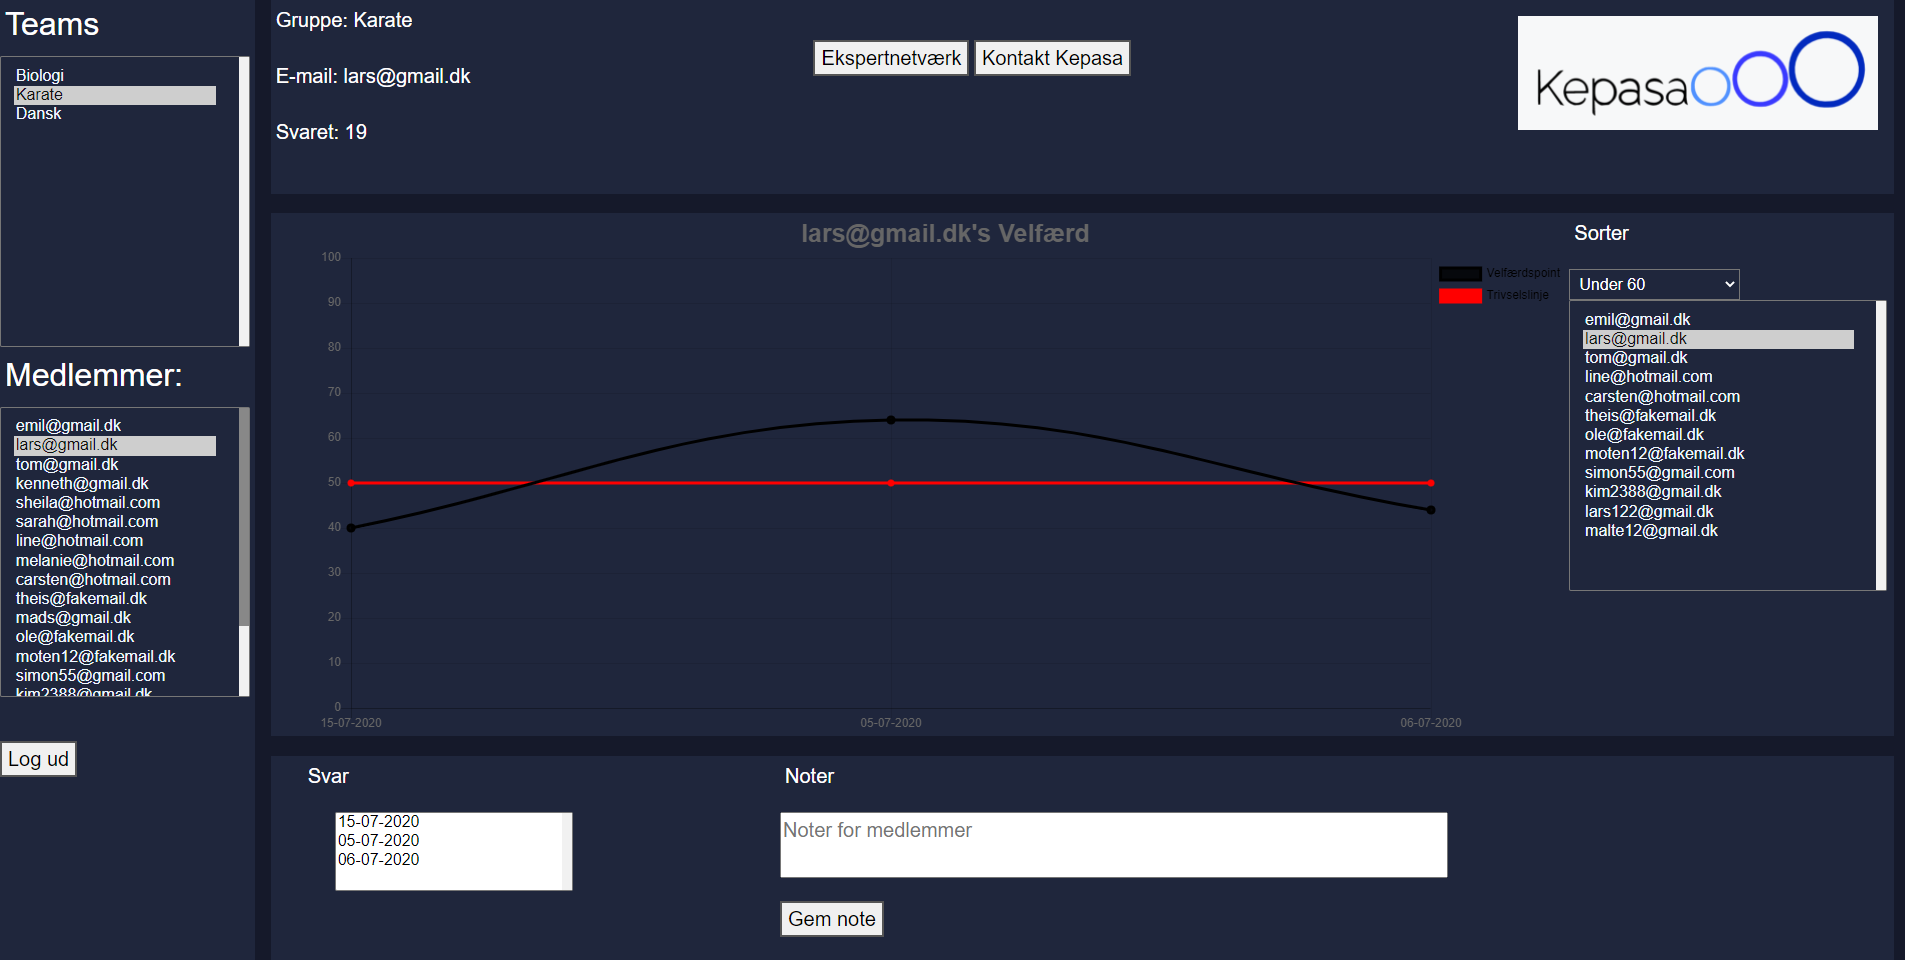 Teams
Biologi
Karate
Dansk
Medlemmer:
emil@gmail.dk
lars@gmail.dk
tom@gmail.dk
kenneth@gmail.dk
sheila@hotmail.com
sarah@hotmail.com
line@hotmail.com
melanie@hotmail.com
carsten@hotmail.com
theis@fakemail.dk
mads@gmail.dk
ole@fakemail.dk
moten12@fakemail.dk
simon55@gmail.com
kim2388@gmail.dk
Log ud
Gruppe: Karate
E-mail: lars@gmail.dk
Svaret: 19
Ekspertnetværk
Kontakt Kepasa
Kepasa
lars@gmail.dk's Velfærd
100
90
80
70
60
50
40
30
20
10
0
15-07-2020
05-07-2020
06-07-2020
Velfærdspoint
Trivselslinje
Sorter
Under 60
emil@gmail.dk
lars@gmail.dk
tom@gmail.dk
line@hotmail.com
carsten@hotmail.com
theis@fakemail.dk
ole@fakemail.dk
moten12@fakemail.dk
simon55@gmail.com
kim2388@gmail.dk
lars122@gmail.dk
malte12@gmail.dk
Svar
15-07-2020
05-07-2020
06-07-2020
Noter
Noter for medlemmer
Gem note